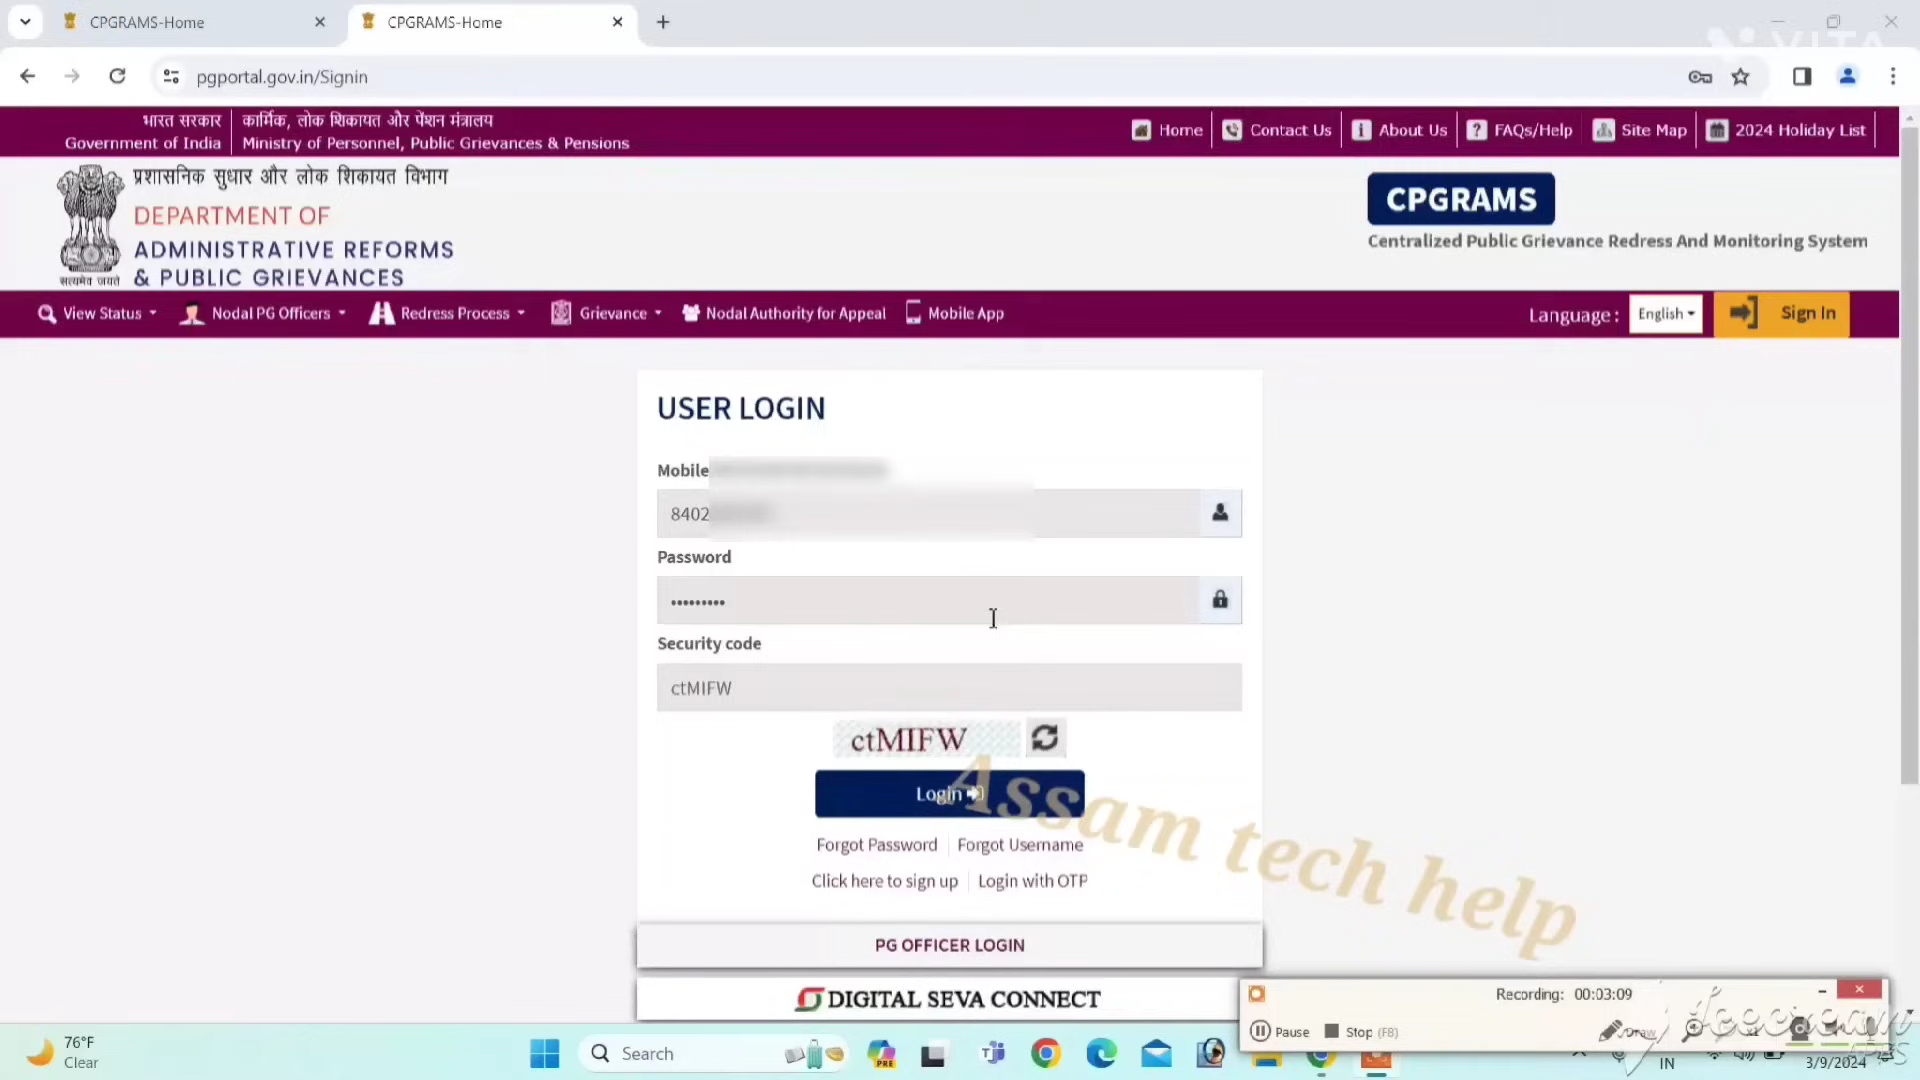 CPGRAMS-Home
CPGRAMS-Home
pgportal.gov.in/Signin
भारत सरकार
Government of India
कार्मिक, लोक शिकायत और पेंशन मंत्रालय
Ministry of Personnel, Public Grievances & Pensions
Home
Contact Us
About Us
FAQs/Help
Site Map
2024 Holiday List
प्रशासनिक सुधार और लोक शिकायत विभाग
DEPARTMENT OF
ADMINISTRATIVE REFORMS
& PUBLIC GRIEVANCES
सत्यमेव जयते
CPGRAMS
Centralized Public Grievance Redress And Monitoring System
View Status
Nodal PG Officers
Redress Process
Grievance
Nodal Authority for Appeal
Mobile App
Language :
English
Sign In
USER LOGIN
Mobile
8402
Password
Security code
ctMIFW
ctMIFW
Login
Forgot Password
Forgot Username
Click here to sign up
Login with OTP
PG OFFICER LOGIN
DIGITAL SEVA CONNECT
Assam tech help
Recording: 00:03:09
Pause
Stop (F8)
Draw
76°F
Clear
Search
PRE
IN
3/9/2024